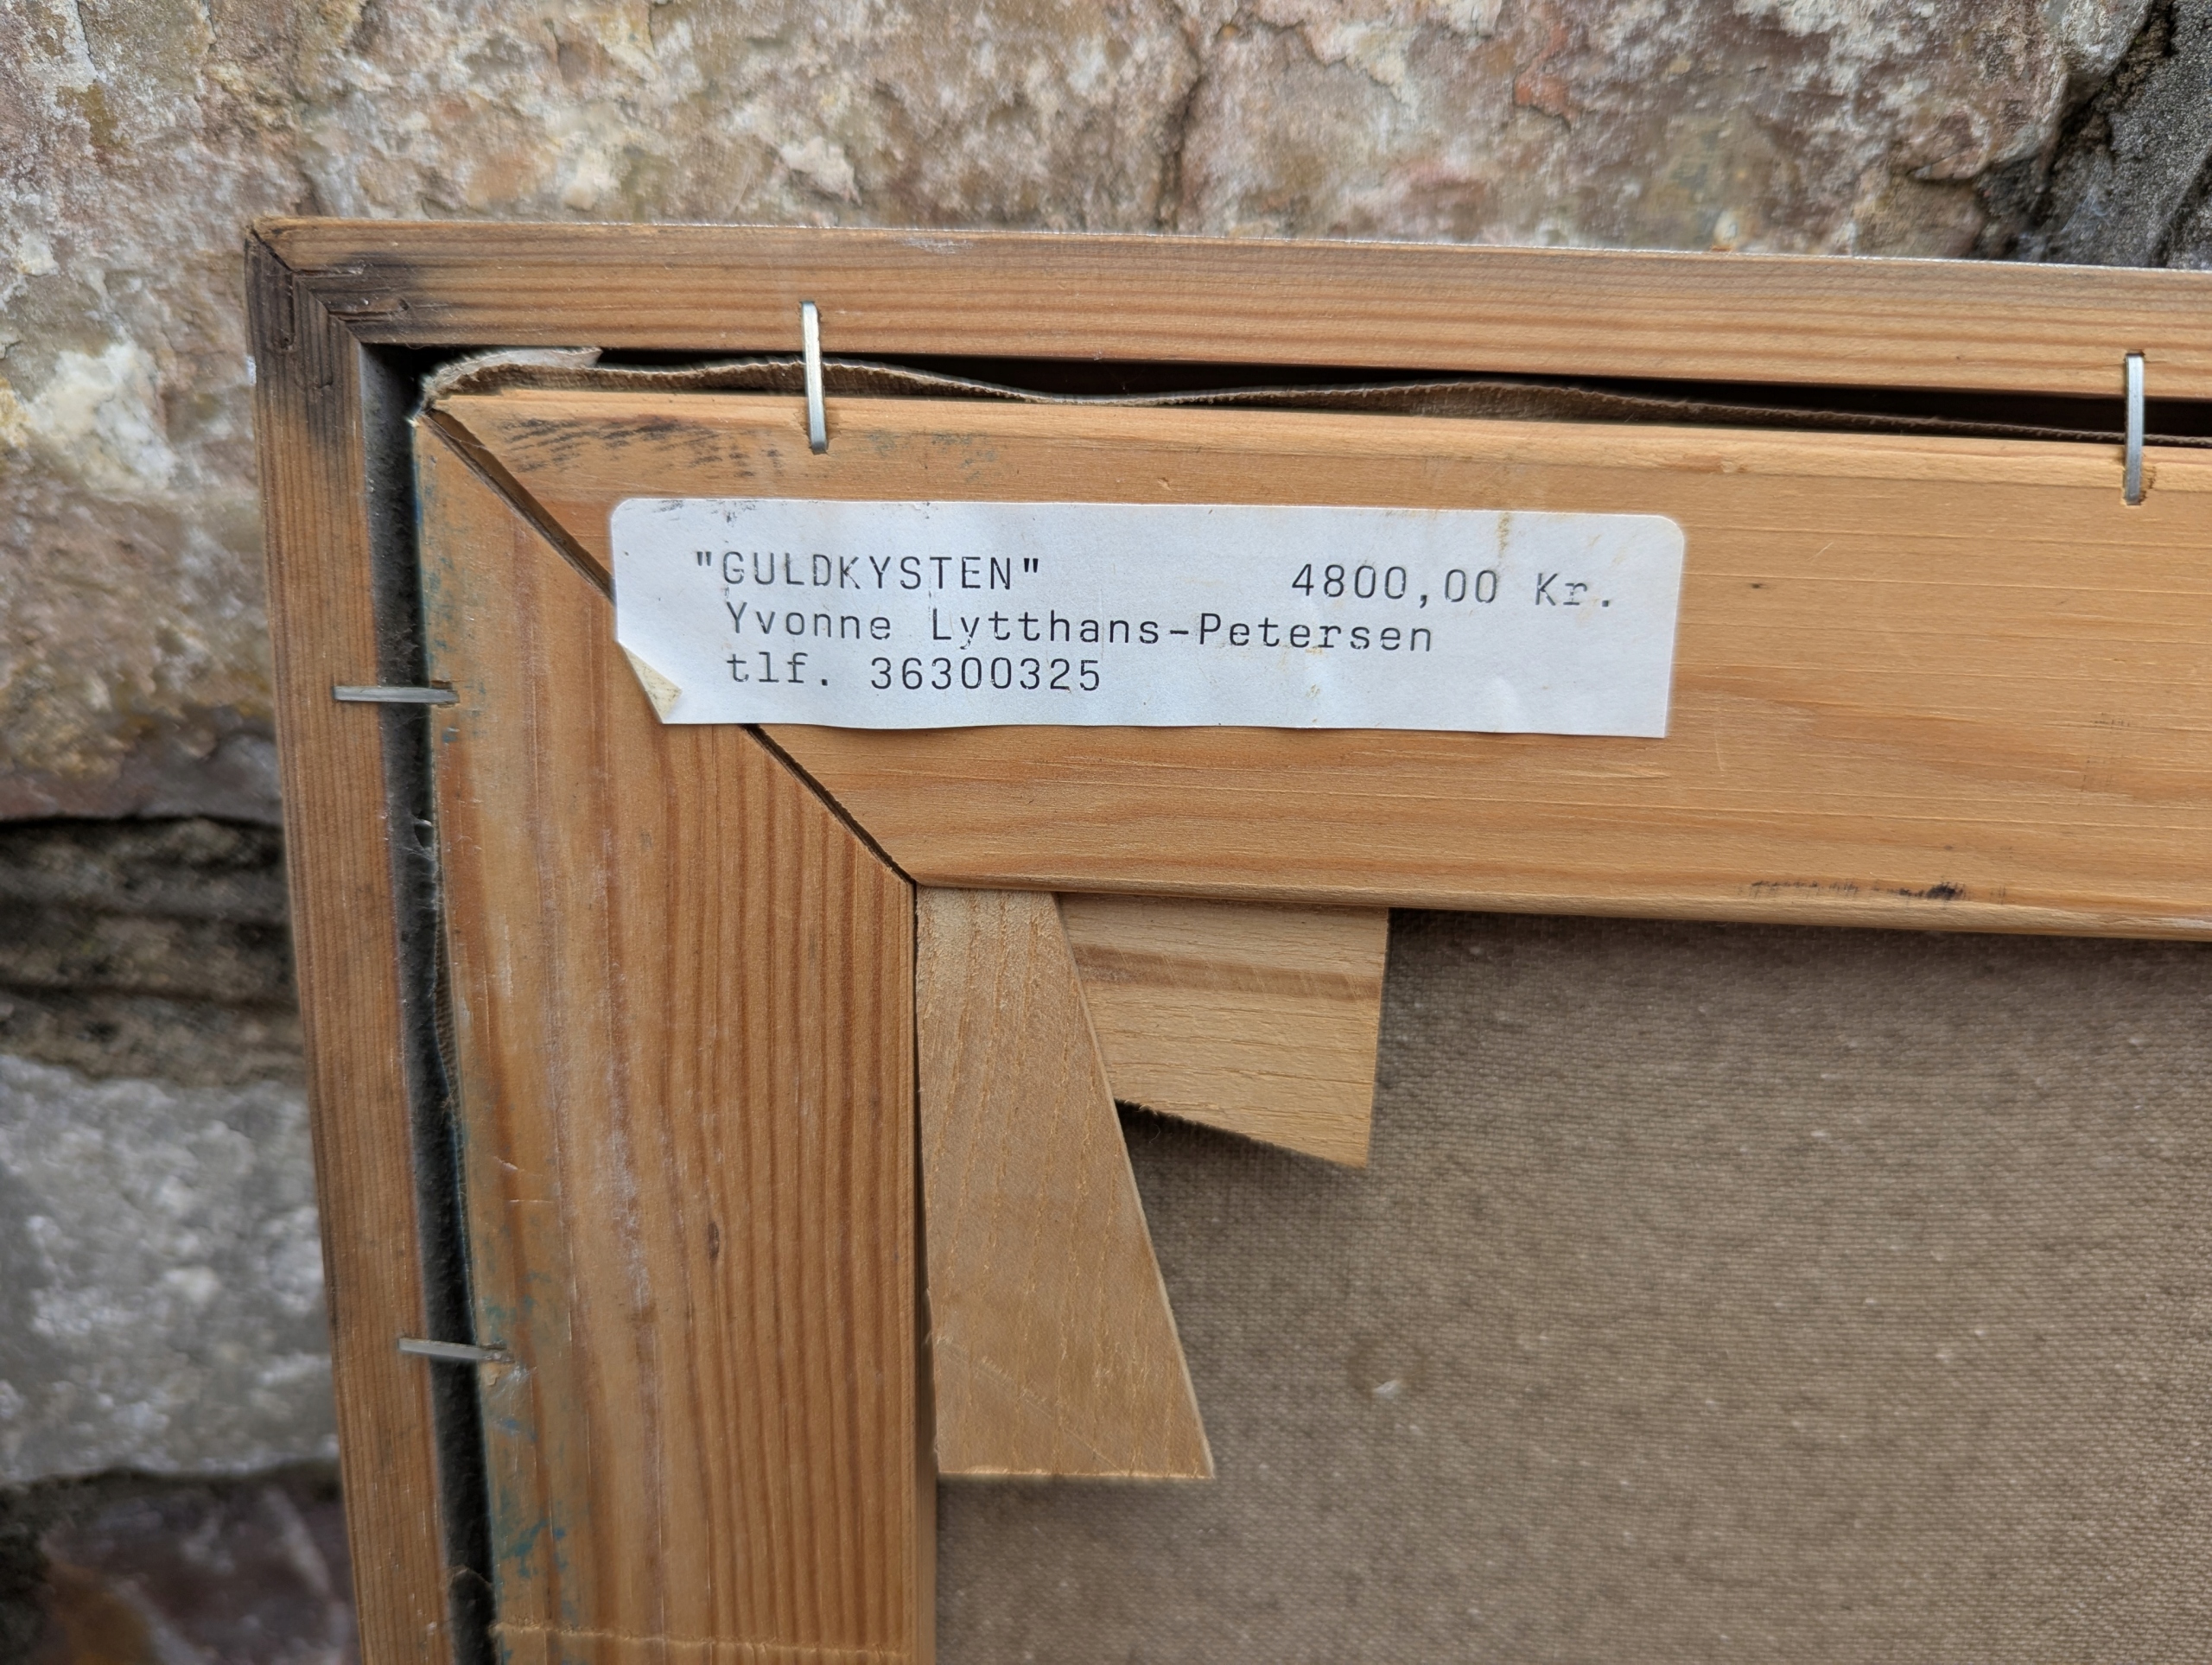 "GULDKYSTEN" 4800,00 Kr.
Yvonne Lytthans-Petersen
tlf. 36300325